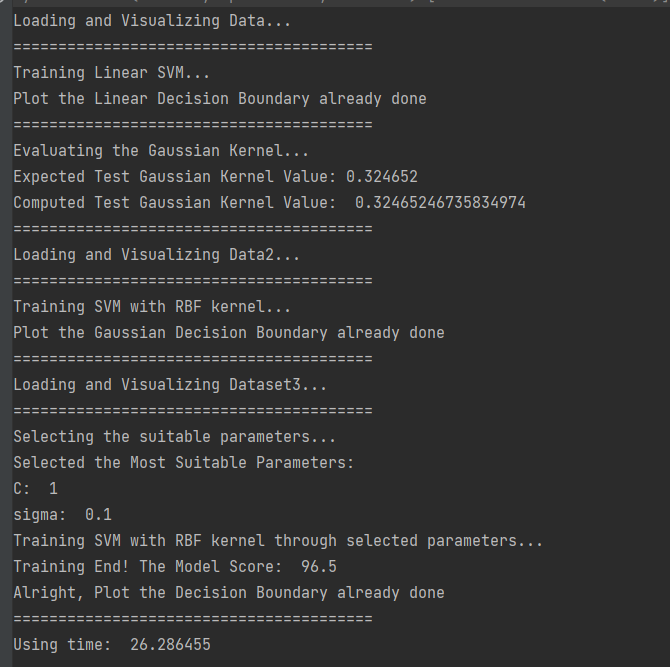 Loading and Visualizing Data...
========================================
Training Linear SVM...
Plot the Linear Decision Boundary already done
========================================
Evaluating the Gaussian Kernel...
Expected Test Gaussian Kernel Value: 0.324652
Computed Test Gaussian Kernel Value:  0.32465246735834974
========================================
Loading and Visualizing Data2...
========================================
Training SVM with RBF kernel...
Plot the Gaussian Decision Boundary already done
========================================
Loading and Visualizing Dataset3...
========================================
Selecting the suitable parameters...
Selected the Most Suitable Parameters:
C:  1
sigma:  0.1
Training SVM with RBF kernel through selected parameters...
Training End! The Model Score:  96.5
Alright, Plot the Decision Boundary already done
========================================
Using time:  26.286455